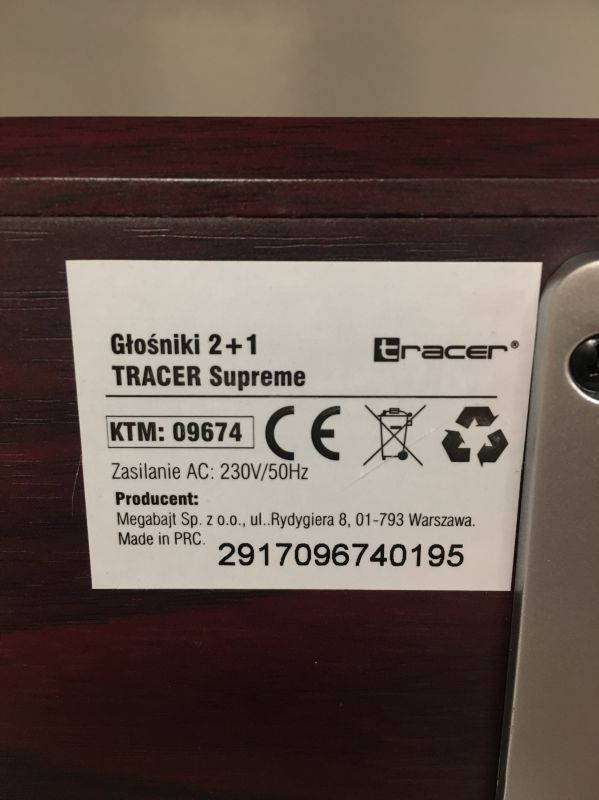 Głośniki 2+1
TRACER Supreme
tracer®
KTM: 09674
CE
Zasilanie AC: 230V/50Hz
Producent:
Megabajt Sp. z o.o., ul..Rydygiera 8, 01-793 Warszawa.
Made in PRC.
2917096740195